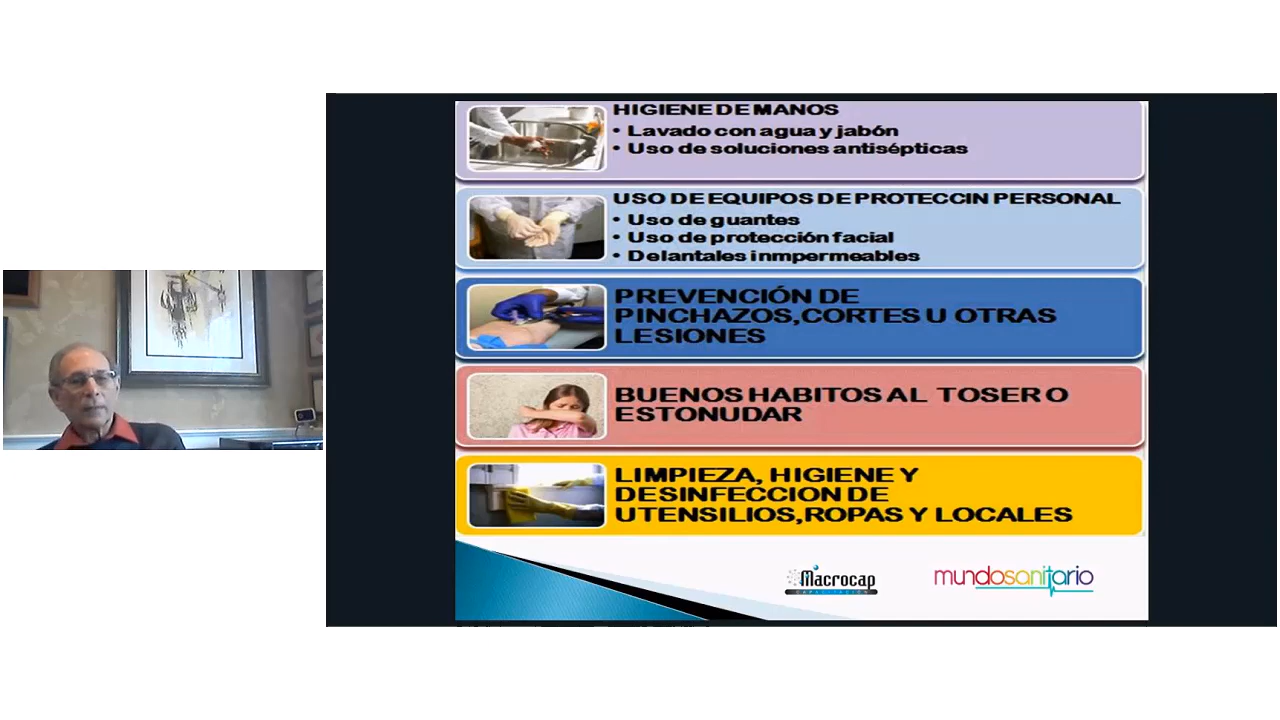 HIGIENE DE MANOS
• Lavado con agua y jabón
• Uso de soluciones antisépticas
USO DE EQUIPOS DE PROTECCIN PERSONAL
• Uso de guantes
• Uso de protección facial
• Delantales inmpermeables
PREVENCIÓN DE
PINCHAZOS,CORTES U OTRAS
LESIONES
BUENOS HABITOS AL TOSER O
ESTONUDAR
LIMPIEZA, HIGIENE Y
DESINFECCION DE
UTENSILIOS,ROPAS Y LOCALES
Macrocap
CAPACITACIÓN
mundosanitario